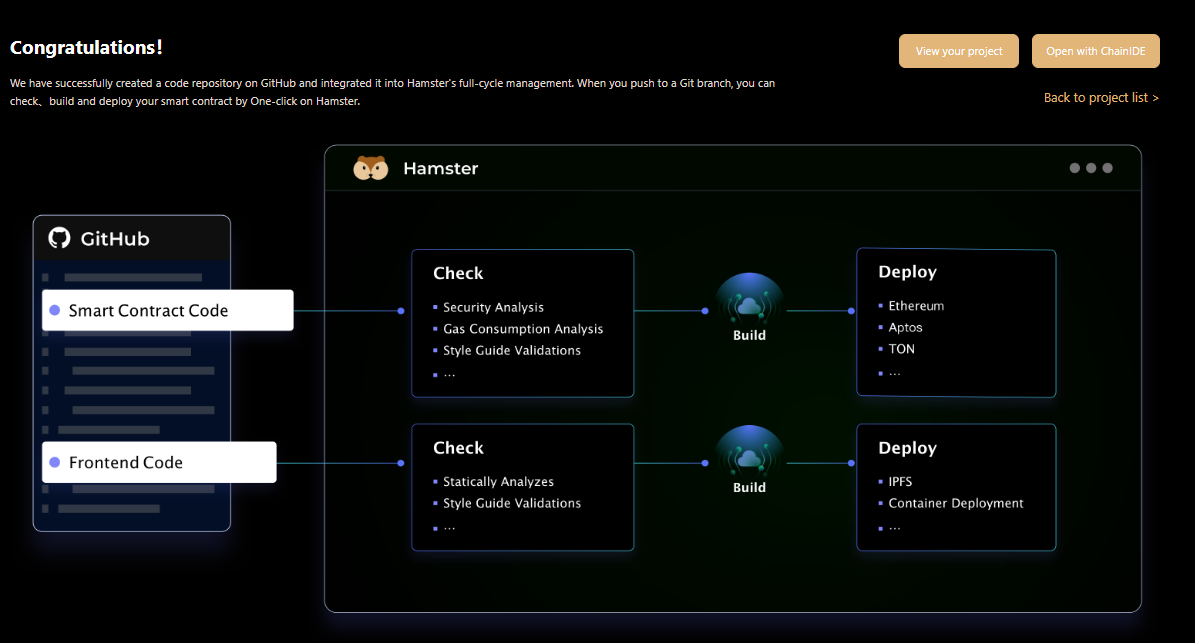 Congratulations!
View your project
Open with ChainIDE
We have successfully created a code repository on GitHub and integrated it into Hamster's full-cycle management. When you push to a Git branch, you can
check、build and deploy your smart contract by One-click on Hamster.
Back to project list >
Hamster
GitHub
Smart Contract Code
Check
Security Analysis
Gas Consumption Analysis
Style Guide Validations
...
Build
Deploy
Ethereum
Aptos
TON
...
Frontend Code
Check
Statically Analyzes
Style Guide Validations
...
Build
Deploy
IPFS
Container Deployment
...